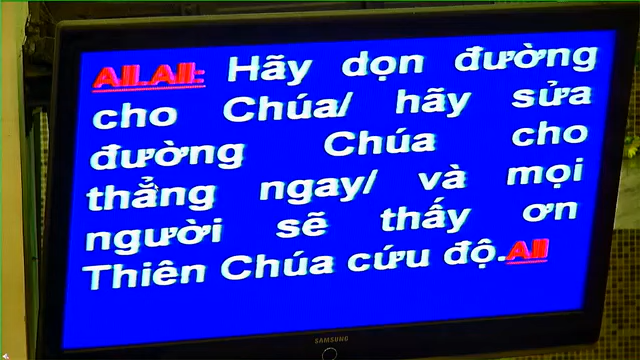 All.All: Hãy dọn đường
cho Chúa/ hãy sửa
đường Chúa cho
thẳng ngay/ và mọi
người sẽ thấy ơn
Thiên Chúa cứu độ.All
SAMSUNG